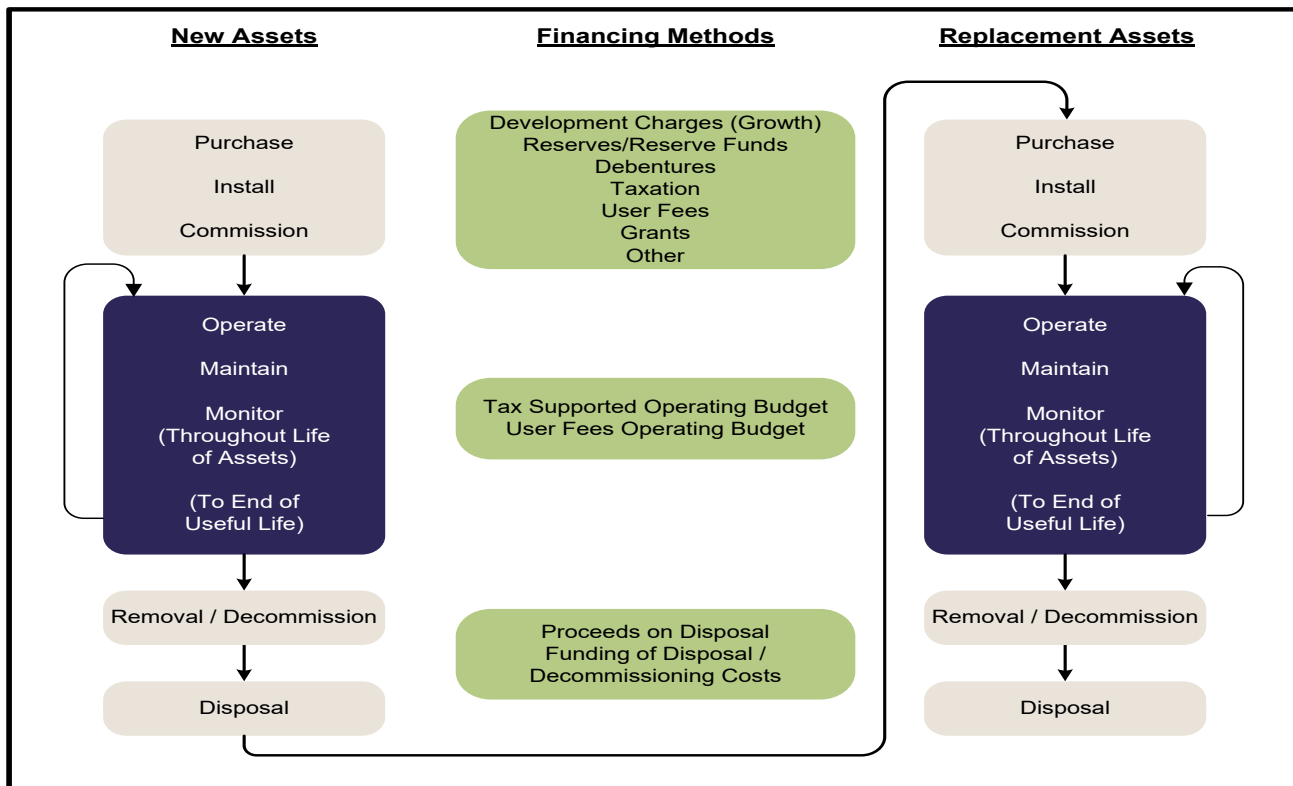 New Assets
Purchase
Install
Commission
Operate
Maintain
Monitor
(Throughout Life
of Assets)
(To End of
Useful Life)
Removal / Decommission
Disposal
Financing Methods
Development Charges (Growth)
Reserves/Reserve Funds
Debentures
Taxation
User Fees
Grants
Other
Tax Supported Operating Budget
User Fees Operating Budget
Proceeds on Disposal
Funding of Disposal /
Decommissioning Costs
Replacement Assets
Purchase
Install
Commission
Operate
Maintain
Monitor
(Throughout Life
of Assets)
(To End of
Useful Life)
Removal / Decommission
Disposal